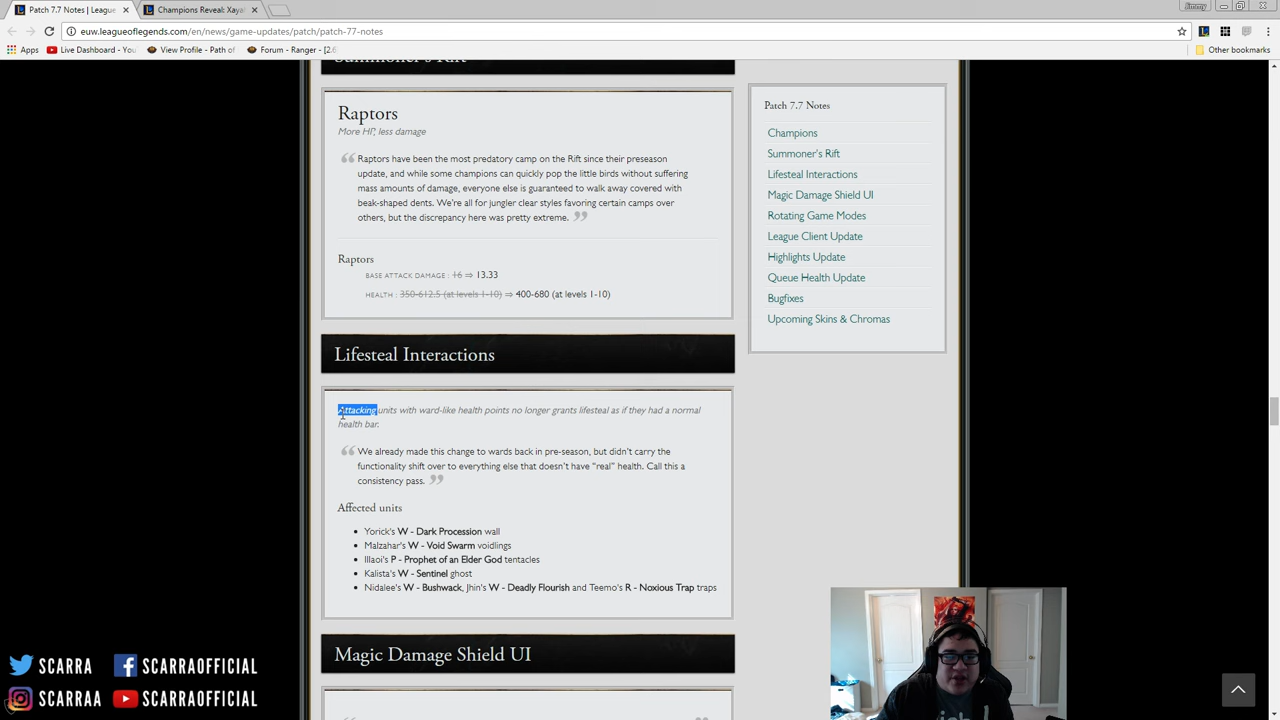 Patch 7.7 Notes | League
Champions Reveal: Xaya
Jimmy
euw.leagueoflegends.com/en/news/game-updates/patch/patch-77-notes
Apps
Live Dashboard - You
View Profile - Path of
Forum - Ranger - [2.6
Other bookmarks
Summoner's Rift
Raptors
More HP, less damage
Raptors have been the most predatory camp on the Rift since their preseason
update, and while some champions can quickly pop the little birds without suffering
mass amounts of damage, everyone else is guaranteed to walk away covered with
beak-shaped dents. We're all for jungler clear styles favoring certain camps over
others, but the discrepancy here was pretty extreme.
Raptors
BASE ATTACK DAMAGE : 16 ⇒ 13.33
HEALTH : 350-612.5 (at levels 1-10) ⇒ 400-680 (at levels 1-10)
Lifesteal Interactions
Attacking units with ward-like health points no longer grants lifesteal as if they had a normal
health bar.
We already made this change to wards back in pre-season, but didn't carry the
functionality shift over to everything else that doesn't have “real” health. Call this a
consistency pass.
Affected units
• Yorick's W - Dark Procession wall
• Malzahar's W - Void Swarm voidlings
• Illaoi's P - Prophet of an Elder God tentacles
• Kalista's W - Sentinel ghost
• Nidalee's W - Bushwack, Jhin's W - Deadly Flourish and Teemo's R - Noxious Trap traps
Magic Damage Shield UI
Patch 7.7 Notes
Champions
Summoner's Rift
Lifesteal Interactions
Magic Damage Shield UI
Rotating Game Modes
League Client Update
Highlights Update
Queue Health Update
Bugfixes
Upcoming Skins & Chromas
SCARRA
SCARRAOFFICIAL
SCARRAA
SCARRAOFFICIAL